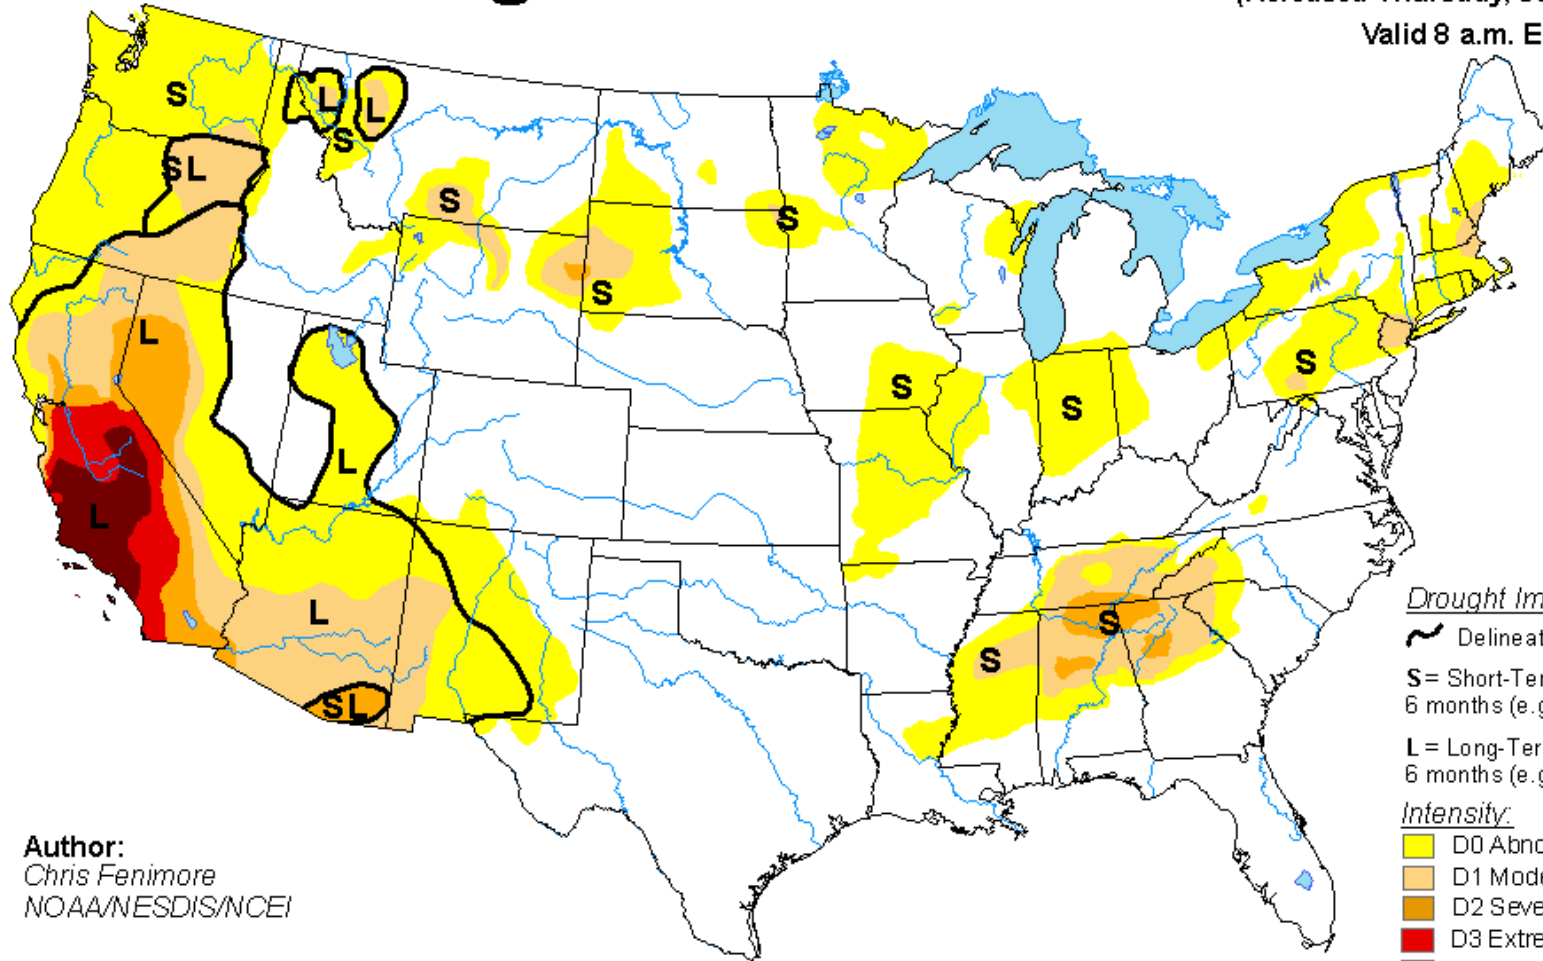 Valid 8 a.m. E
S
L
L
S
SL
S
S
S
L
S
S
S
L
L
L
L
S
S
SL
Drought Im
Delineat
S = Short-Ter
6 months (e.g
L = Long-Ter
6 months (e.g
Intensity:
D0 Abno
D1 Mode
D2 Seve
D3 Extre
Author:
Chris Fenimore
NOAA/NESDIS/NCEI